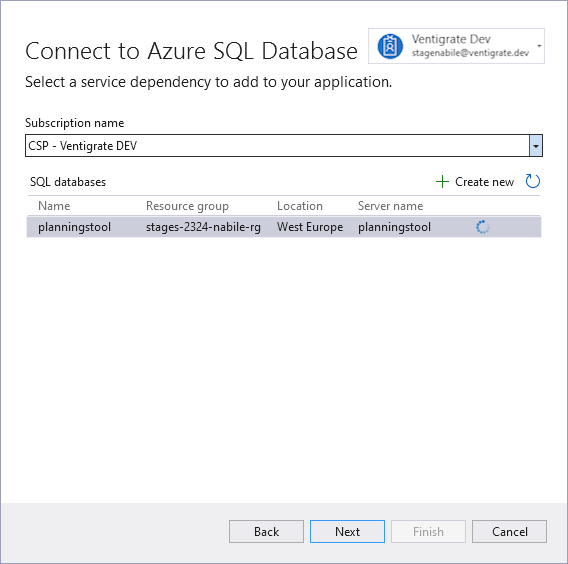 Connect to Azure SQL Database
Ventigrate Dev
stagenabile@ventigrate.dev
Select a service dependency to add to your application.
Subscription name
CSP - Ventigrate DEV
SQL databases
Create new
Name Resource group Location Server name
planningstool stages-2324-nabile-rg West Europe planningstool
Back Next Finish Cancel